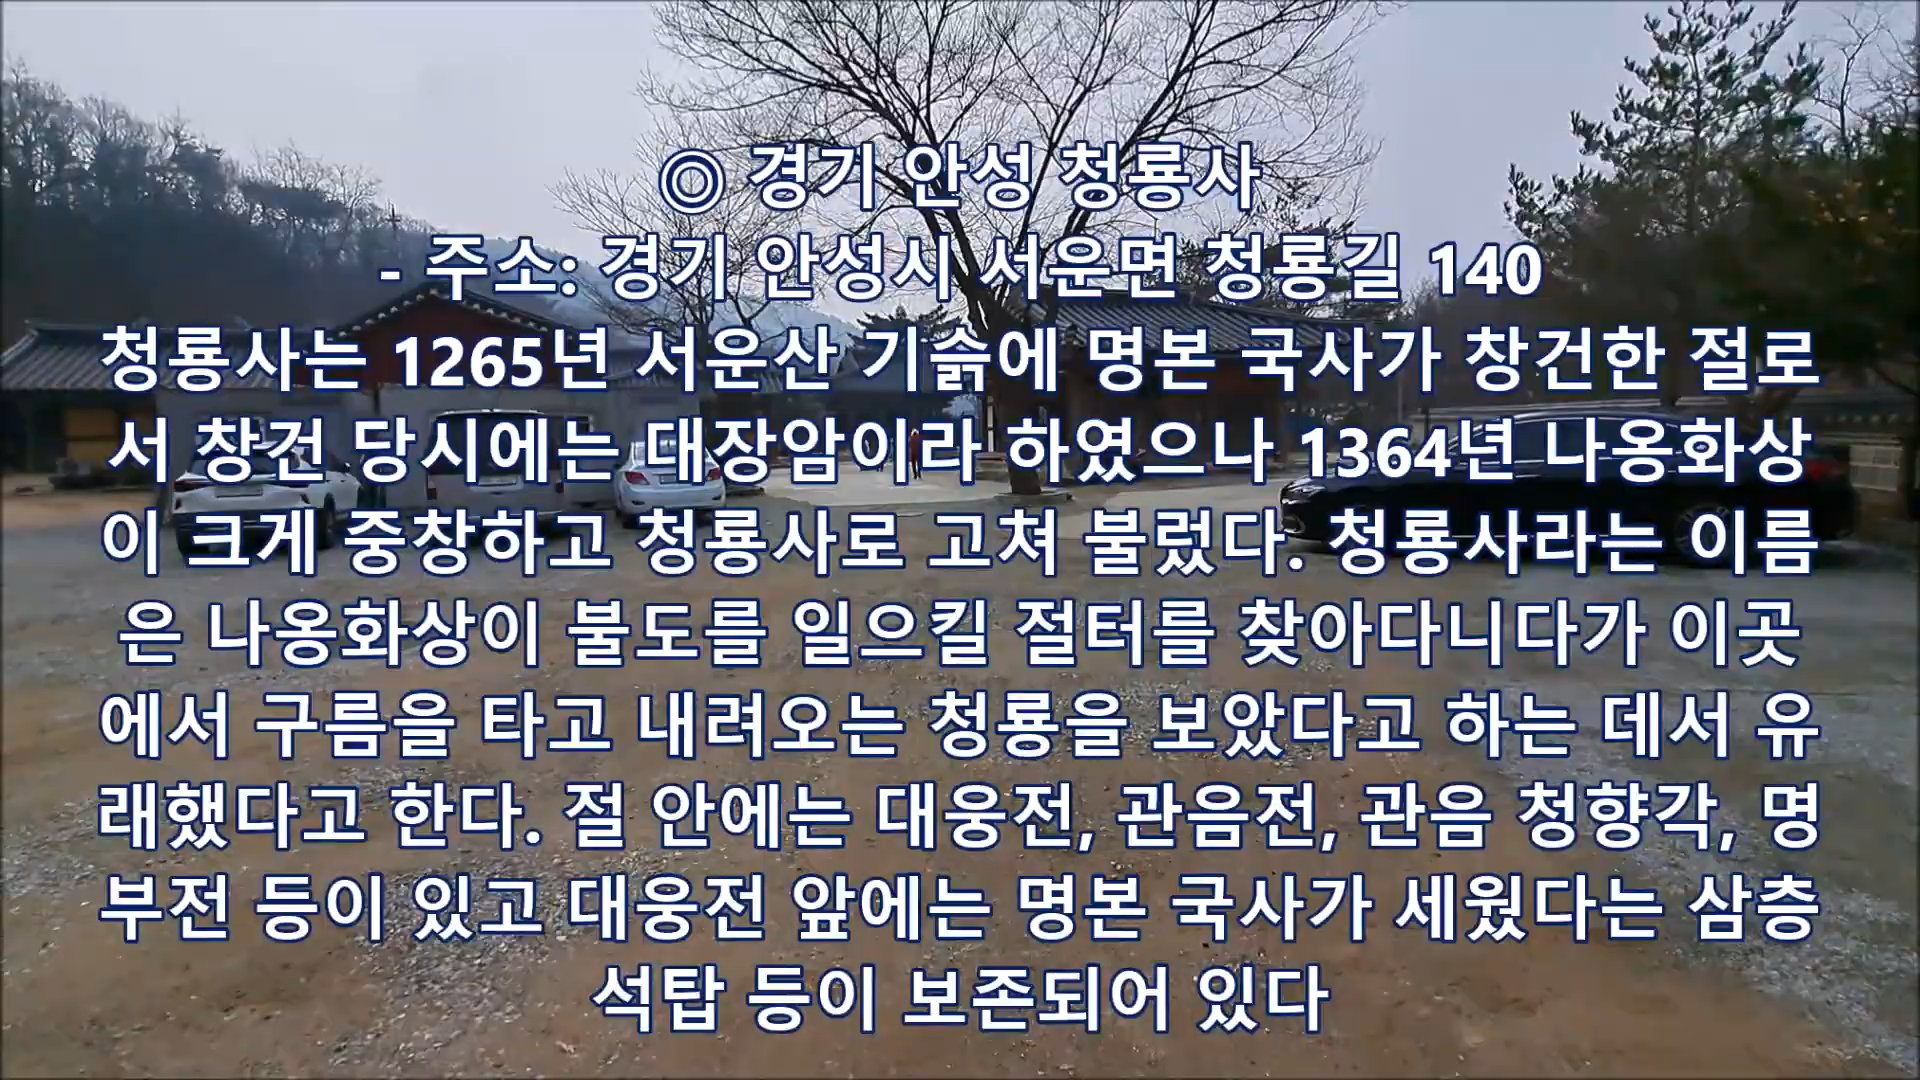 ◎ 경기 안성 청룡사
- 주소: 경기 안성시 서운면 청룡길 140
청룡사는 1265년 서운산 기슭에 명본 국사가 창건한 절로
서 창건 당시에는 대장암이라 하였으나 1364년 나옹화상
이 크게 중창하고 청룡사로 고쳐 불렀다. 청룡사라는 이름
은 나옹화상이 불도를 일으킬 절터를 찾아다니다가 이곳
에서 구름을 타고 내려오는 청룡을 보았다고 하는 데서 유
래했다고 한다. 절 안에는 대웅전, 관음전, 관음 청향각, 명
부전 등이 있고 대웅전 앞에는 명본 국사가 세웠다는 삼층
석탑 등이 보존되어 있다